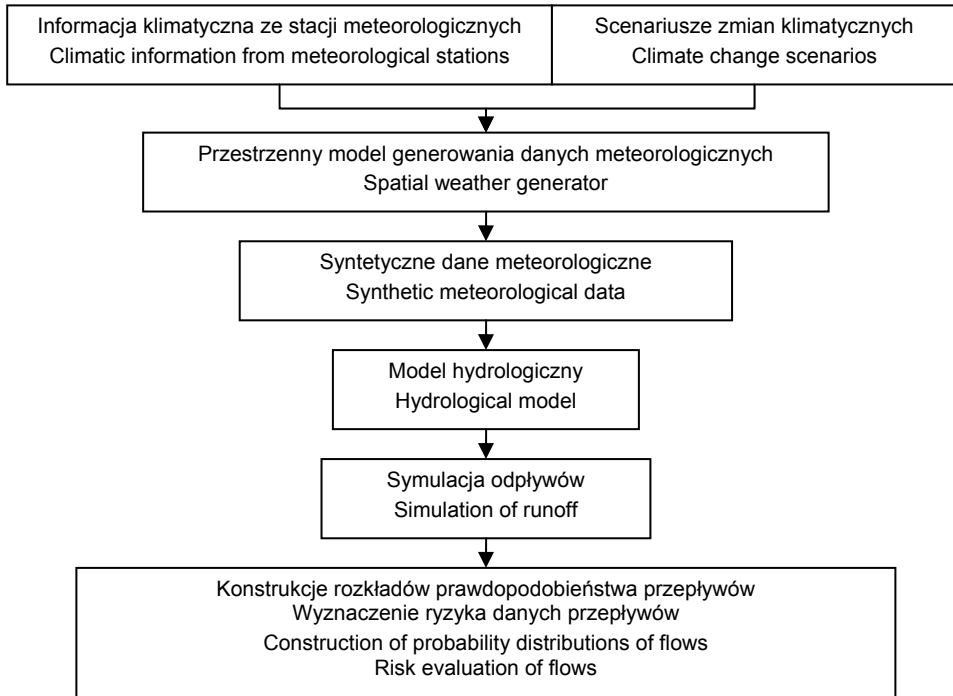 Informacja klimatyczna ze stacji meteorologicznych
Climatic information from meteorological stations
Scenariusze zmian klimatycznych
Climate change scenarios
Przestrzenny model generowania danych meteorologicznych
Spatial weather generator
Syntetyczne dane meteorologiczne
Synthetic meteorological data
Model hydrologiczny
Hydrological model
Symulacja odpływów
Simulation of runoff
Konstrukcje rozkładów prawdopodobieństwa przepływów
Wyznaczenie ryzyka danych przepływów
Construction of probability distributions of flows
Risk evaluation of flows